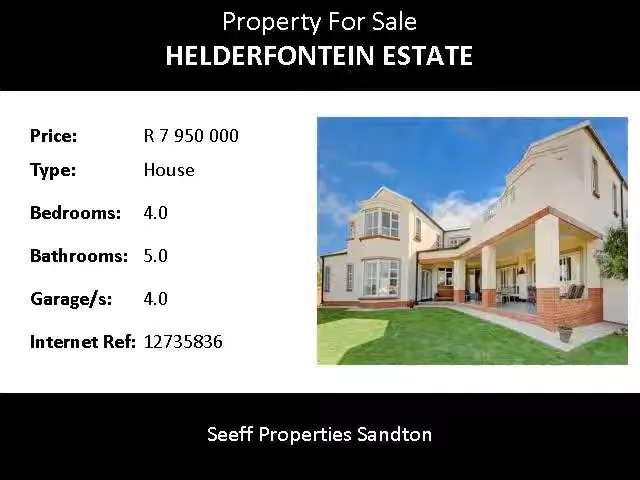 Property For Sale
HELDERFONTEIN ESTATE
Price: R 7 950 000
Type: House
Bedrooms: 4.0
Bathrooms: 5.0
Garage/s: 4.0
Internet Ref: 12735836
Seeff Properties Sandton